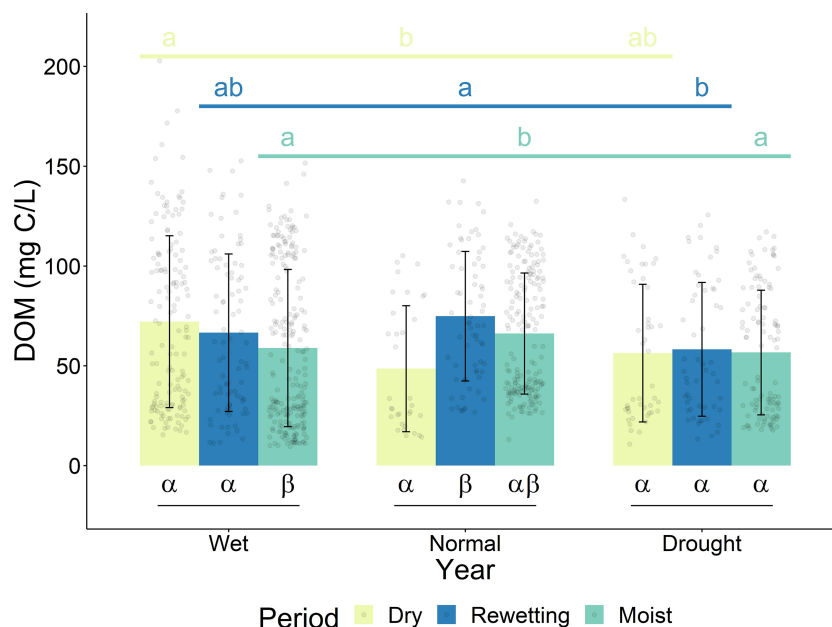 DOM (mg C/L)
200
150
100
50
0
a b ab
ab a b
a b a
α α β α β αβ α α α
Wet Normal Drought
Year
Period Dry Rewetting Moist